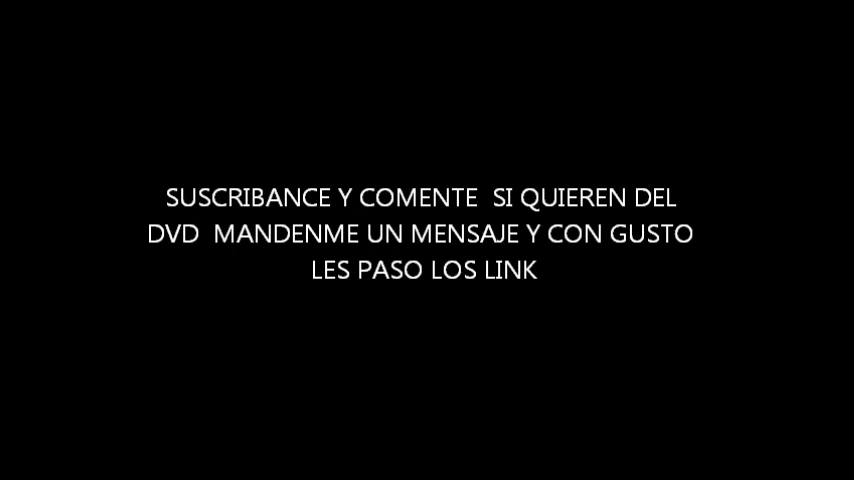 SUSCRIBANCE Y COMENTE  SI QUIEREN DEL
DVD  MANDENME UN MENSAJE Y CON GUSTO
LES PASO LOS LINK